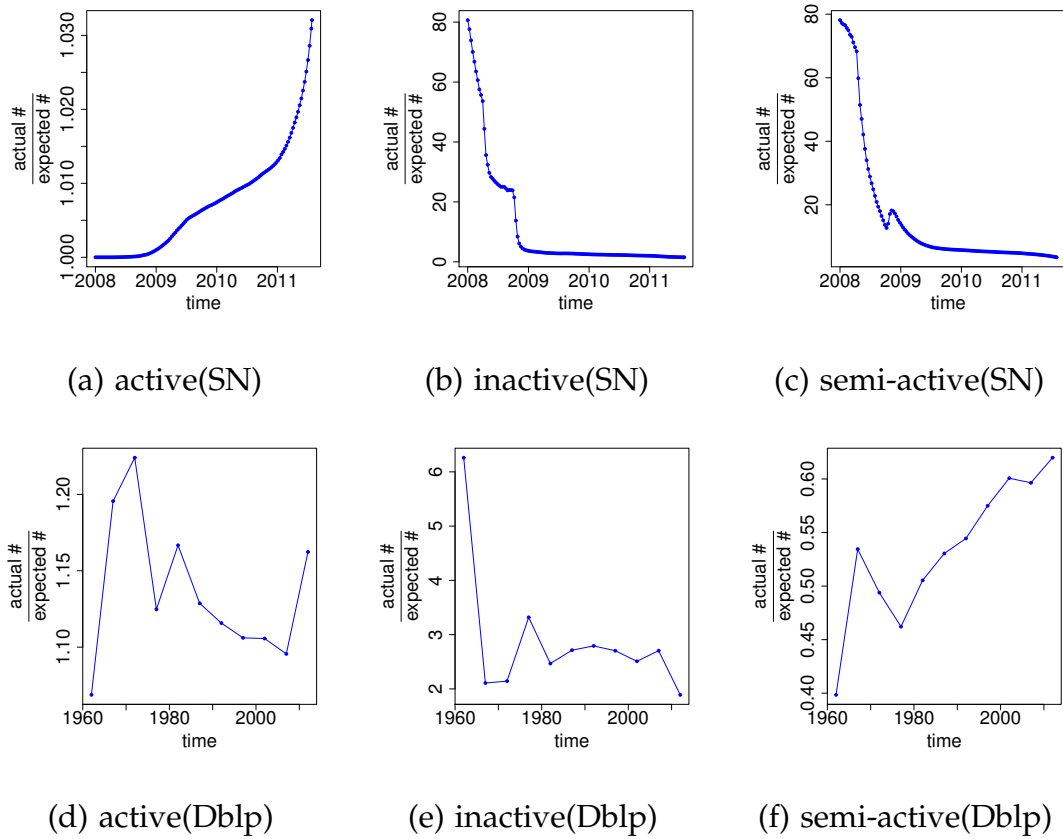 actual #
expected #
1.000 1.010 1.020 1.030
2008 2009 2010 2011
time
(a) active(SN)
actual #
expected #
0 20 40 60 80
2008 2009 2010 2011
time
(b) inactive(SN)
actual #
expected #
20 40 60 80
2008 2009 2010 2011
time
(c) semi-active(SN)
actual #
expected #
1.10 1.15 1.20
1960 1980 2000
time
(d) active(Dblp)
actual #
expected #
2 3 4 5 6
1960 1980 2000
time
(e) inactive(Dblp)
actual #
expected #
0.40 0.45 0.50 0.55 0.60
1960 1980 2000
time
(f) semi-active(Dblp)